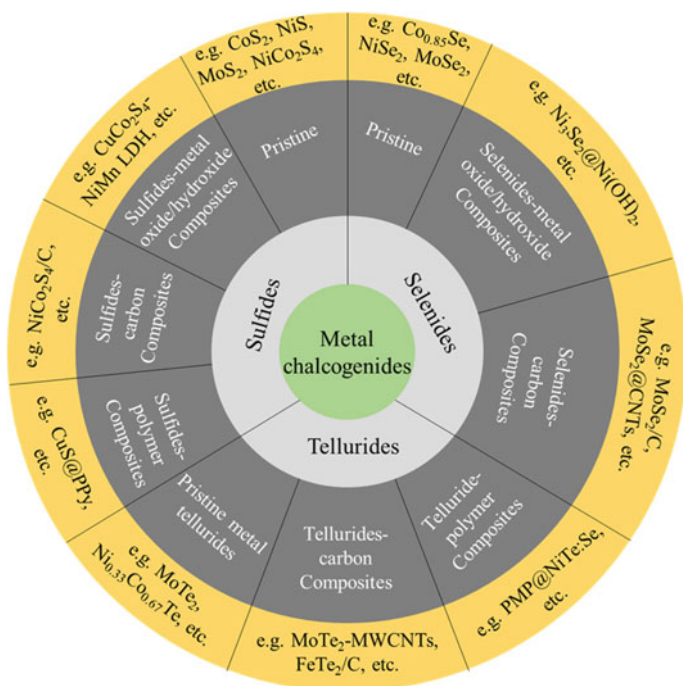 Metal
chalcogenides
Sulfides
Selenides
Tellurides
Pristine
e.g. CoS₂, NiS,
MoS₂, NiCo₂S₄,
etc.
Pristine
e.g. Co₀.₈₅Se,
NiSe₂, MoSe₂,
etc.
Selenides-metal
oxide/hydroxide
Composites
e.g. Ni₃Se₂@Ni(OH)₂,
etc.
Selenides-
carbon
Composites
e.g. MoSe₂/C,
MoSe₂@CNTs, etc.
Telluride-
polymer
Composites
e.g. PMP@NiTe:Se,
etc.
Tellurides-
carbon
Composites
e.g. MoTe₂-MWCNTs,
FeTe₂/C, etc.
Pristine metal
tellurides
e.g. MoTe₂,
Ni₀.₃₃Co₀.₆₇Te, etc.
Sulfides-
polymer
Composites
e.g. CuS@PPy,
etc.
Sulfides-
carbon
Composites
e.g. NiCo₂S₄/C,
etc.
Sulfides-metal
oxide/hydroxide
Composites
e.g. CuCo₂S₄-
NiMn LDH, etc.